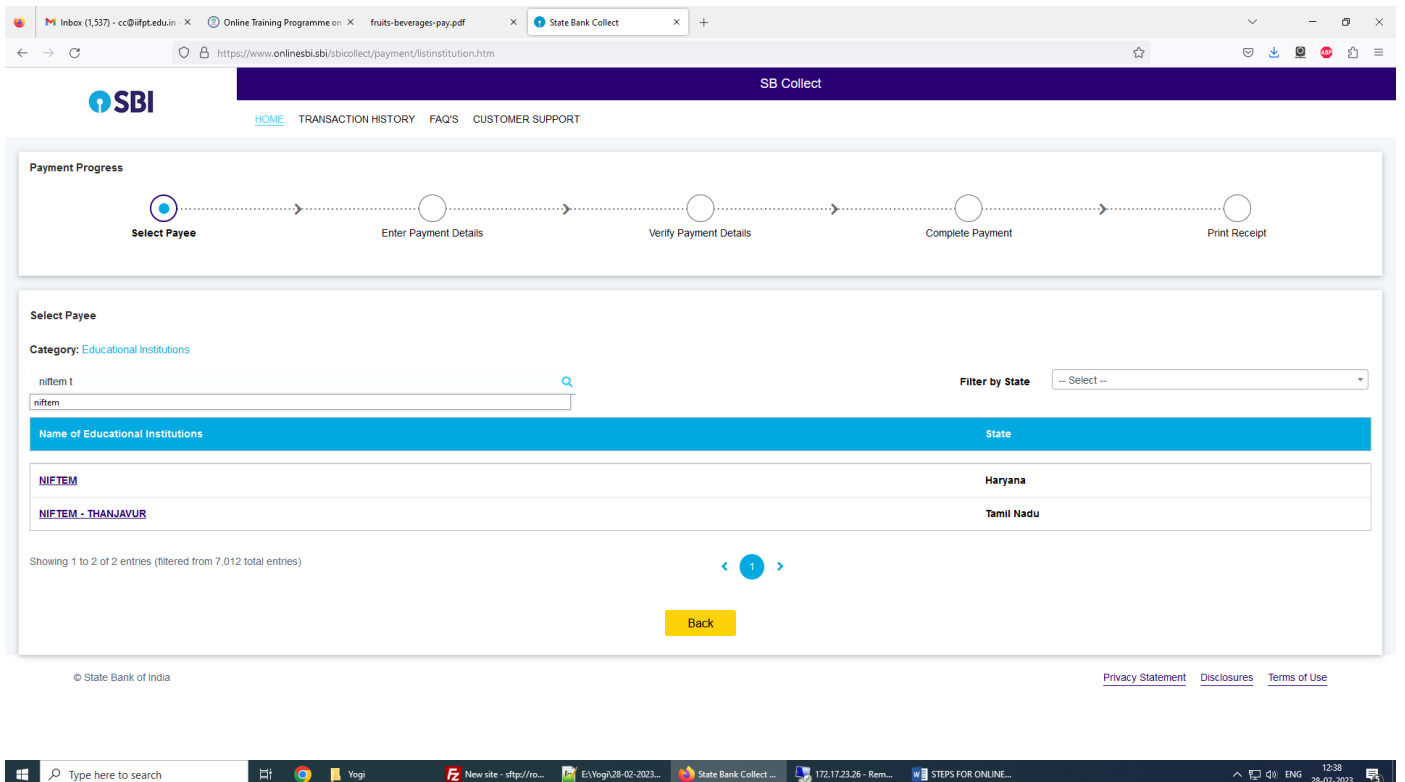 Inbox (1,537) - cc@iifpt.edu.in -
Online Training Programme on
fruits-beverages-pay.pdf
State Bank Collect
https://www.onlinesbi.sbi/sbicollect/payment/listinstitution.htm
ABP
SBI
SB Collect
HOME TRANSACTION HISTORY FAQ'S CUSTOMER SUPPORT
Payment Progress
Select Payee
Enter Payment Details
Verify Payment Details
Complete Payment
Print Receipt
Select Payee
Category: Educational Institutions
niftem t
Filter by State
-- Select --
niftem
Name of Educational Institutions State
NIFTEM Haryana
NIFTEM - THANJAVUR Tamil Nadu
Showing 1 to 2 of 2 entries (filtered from 7,012 total entries)
1
Back
© State Bank of India
Privacy Statement Disclosures Terms of Use
Type here to search
Yogi
New site - sftp://ro...
E:\Yogi\28-02-2023...
State Bank Collect ...
172.17.23.26 - Rem...
STEPS FOR ONLINE...
ENG
12:38
28-02-2023
5